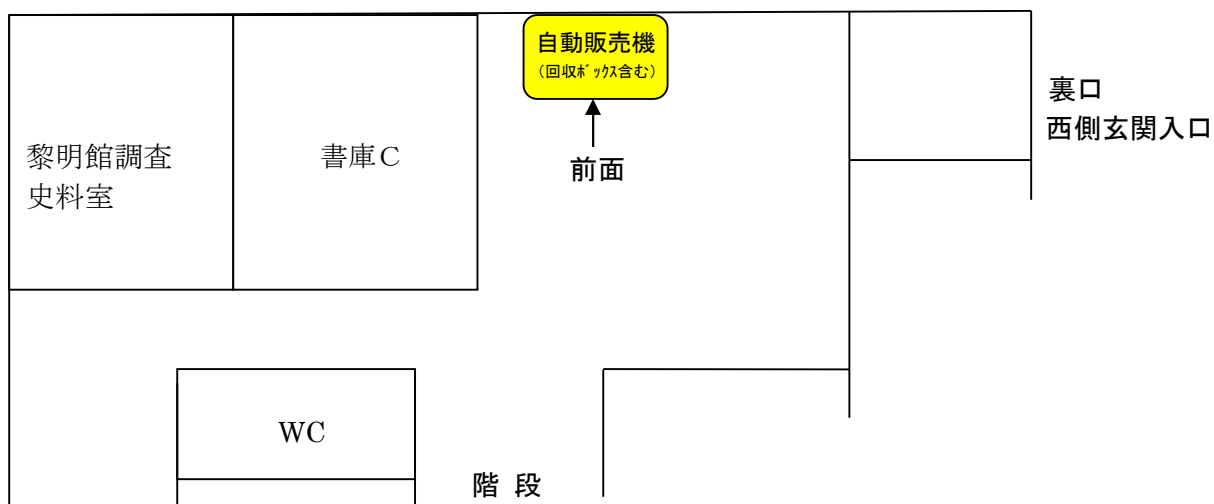 自動販売機
（回収ﾎﾞｯｸｽ含む）
前面
裏口
西側玄関入口
黎明館調査
史料室
書庫Ｃ
WC
階 段